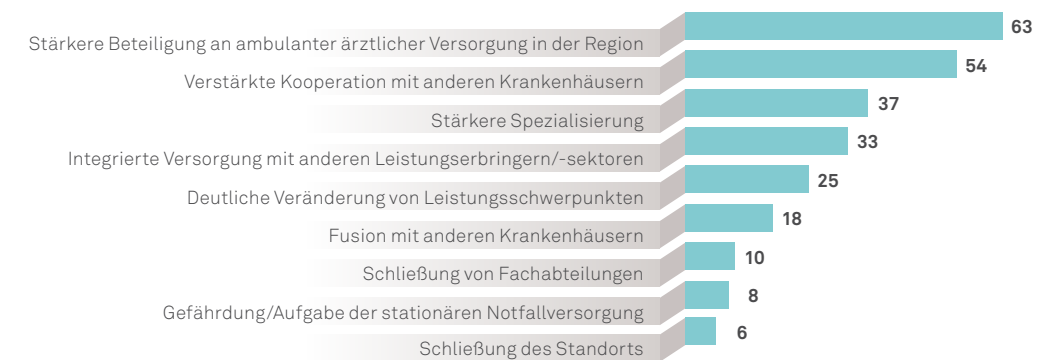 63
Stärkere Beteiligung an ambulanter ärztlicher Versorgung in der Region
54
Verstärkte Kooperation mit anderen Krankenhäusern
37
Stärkere Spezialisierung
33
Integrierte Versorgung mit anderen Leistungserbringern/-sektoren
25
Deutliche Veränderung von Leistungsschwerpunkten
18
Fusion mit anderen Krankenhäusern
10
Schließung von Fachabteilungen
8
Gefährdung/Aufgabe der stationären Notfallversorgung
6
Schließung des Standorts